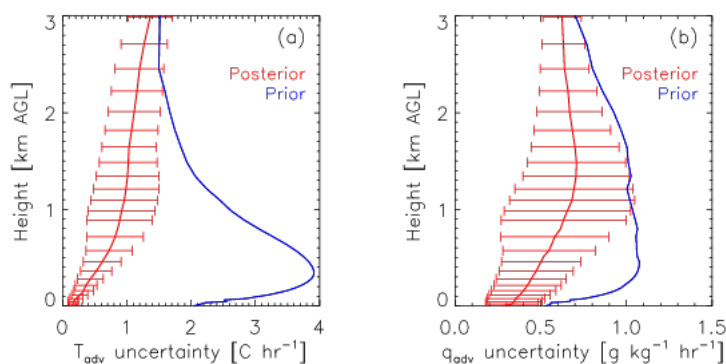 3
2
1
0
Height [km AGL]
(a)
Posterior
Prior
0 1 2 3 4
T_adv uncertainty [C hr⁻¹]
3
2
1
0
Height [km AGL]
(b)
Posterior
Prior
0.0 0.5 1.0 1.5
q_adv uncertainty [g kg⁻¹ hr⁻¹]